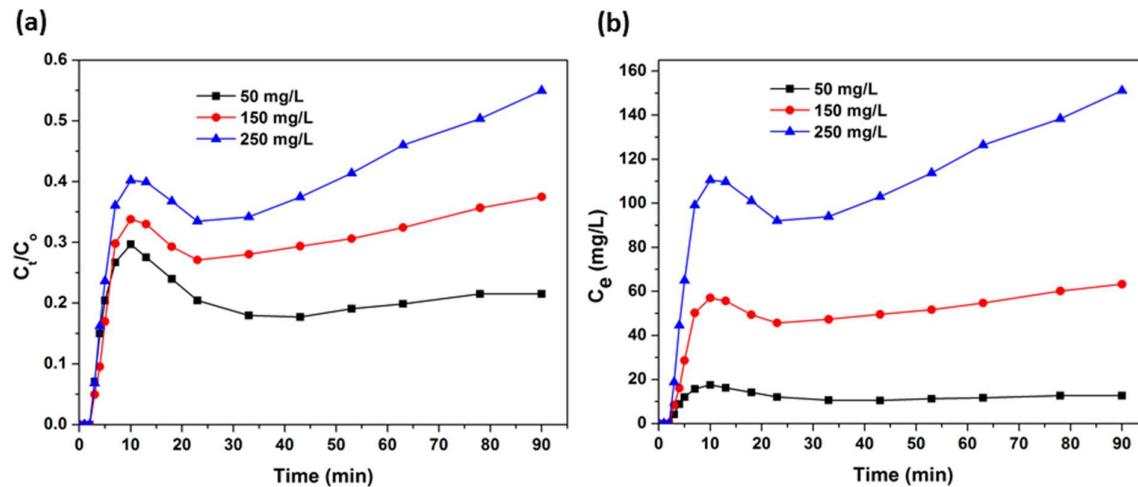 (a)
0.6
0.5
0.4
0.3
0.2
0.1
0.0
Ct/Co
50 mg/L
150 mg/L
250 mg/L
0 10 20 30 40 50 60 70 80 90
Time (min)
(b)
160
140
120
100
80
60
40
20
0
Ce (mg/L)
50 mg/L
150 mg/L
250 mg/L
0 10 20 30 40 50 60 70 80 90
Time (min)